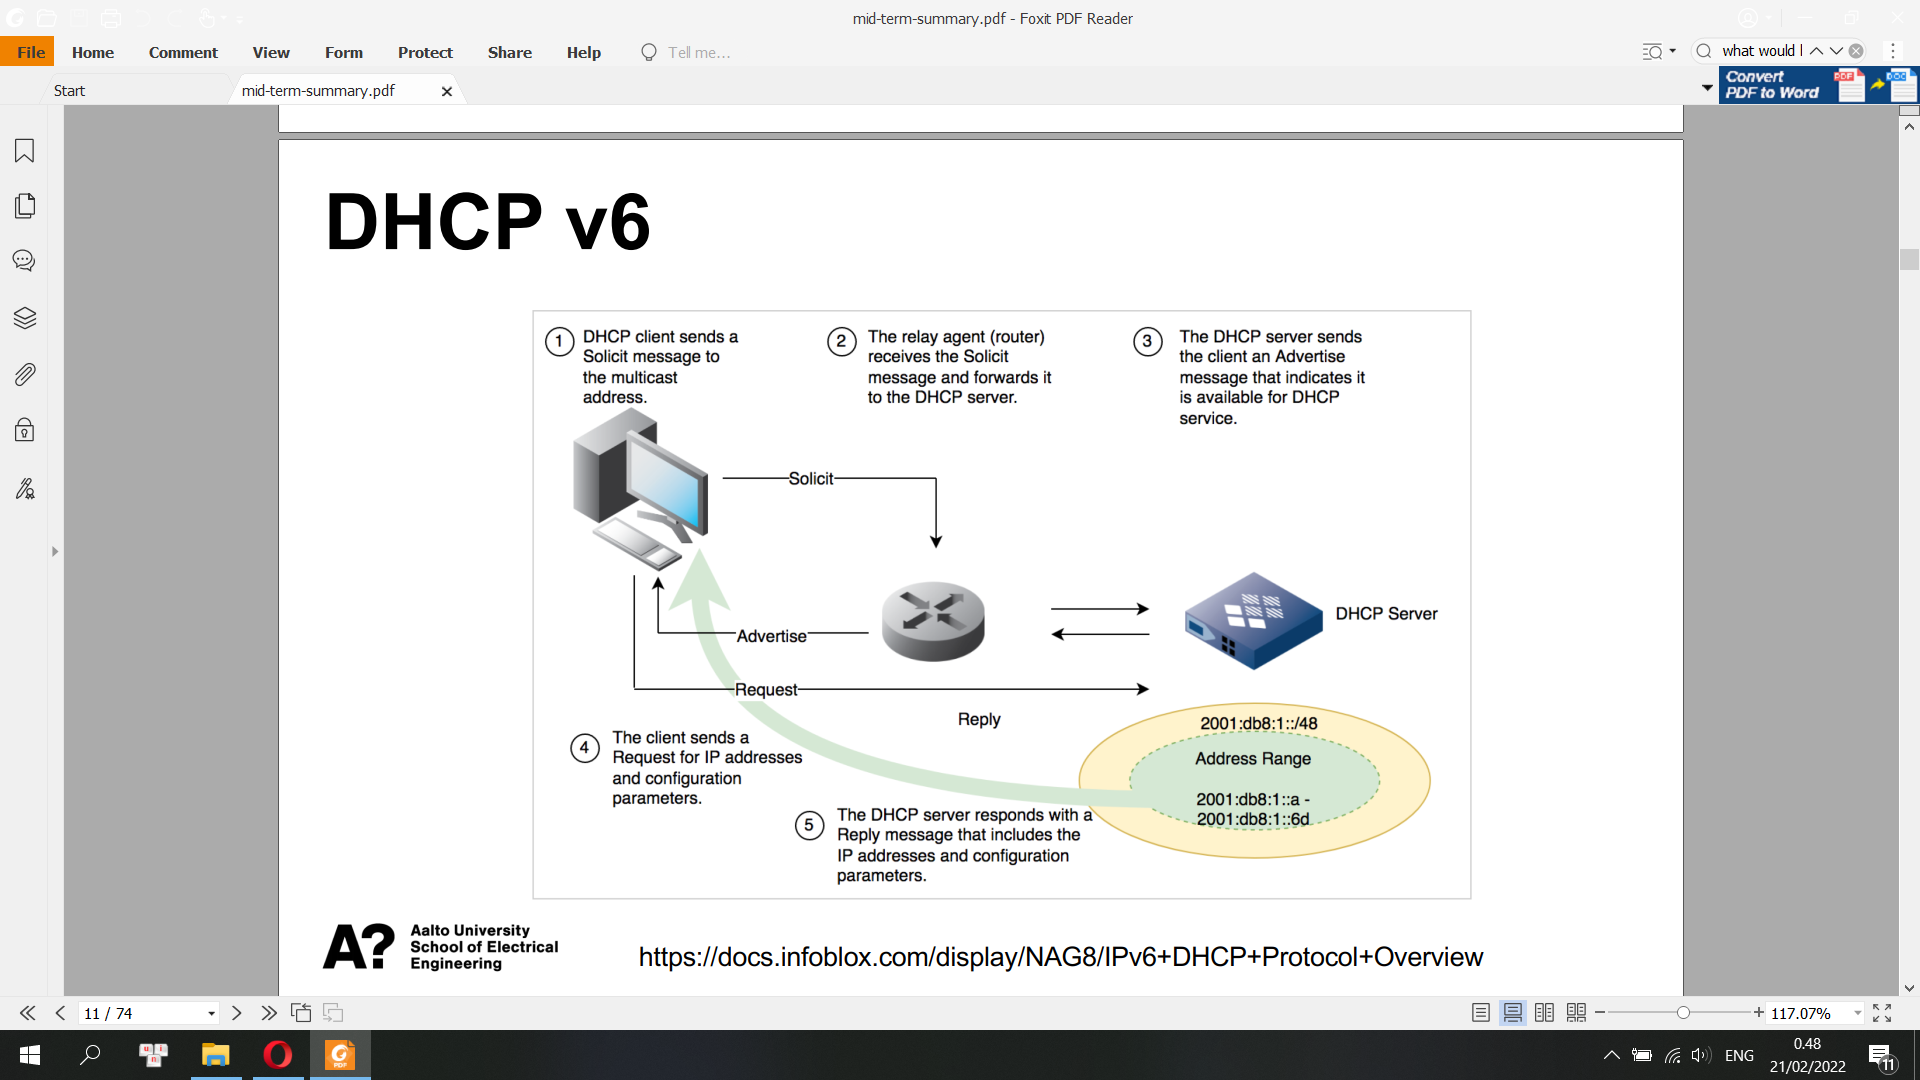 mid-term-summary.pdf - Foxit PDF Reader
File Home Comment View Form Protect Share Help Tell me...
what would l
Start
mid-term-summary.pdf
Convert
PDF to Word
PDF
DOC
DHCP v6
1
DHCP client sends a
Solicit message to
the multicast
address.
2
The relay agent (router)
receives the Solicit
message and forwards it
to the DHCP server.
3
The DHCP server sends
the client an Advertise
message that indicates it
is available for DHCP
service.
Solicit
DHCP Server
Advertise
Request
Reply
2001:db8:1::/48
Address Range
2001:db8:1::a -
2001:db8:1::6d
4
The client sends a
Request for IP addresses
and configuration
parameters.
5
The DHCP server responds with a
Reply message that includes the
IP addresses and configuration
parameters.
A?
Aalto University
School of Electrical
Engineering
https://docs.infoblox.com/display/NAG8/IPv6+DHCP+Protocol+Overview
11 / 74
117.07%
PDF
ENG
0.48
21/02/2022
11